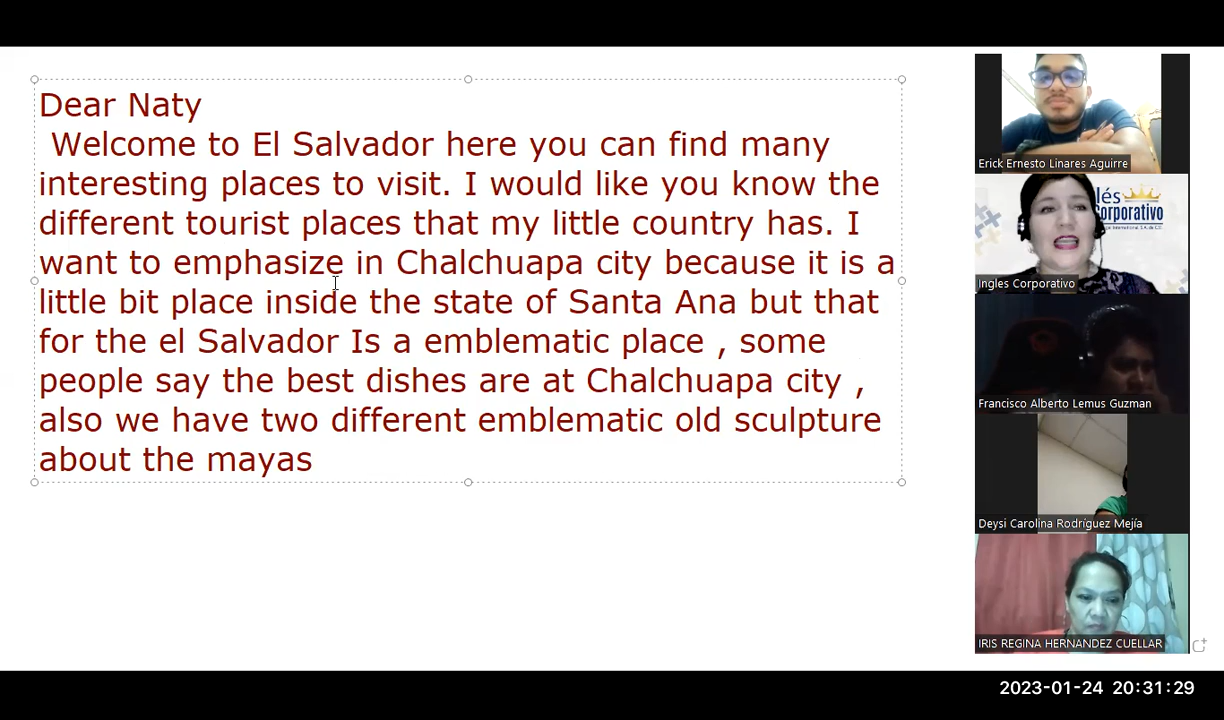 Dear Naty
Welcome to El Salvador here you can find many
interesting places to visit. I would like you know the
different tourist places that my little country has. I
want to emphasize in Chalchuapa city because it is a
little bit place inside the state of Santa Ana but that
for the el Salvador Is a emblematic place , some
people say the best dishes are at Chalchuapa city ,
also we have two different emblematic old sculpture
about the mayas
Erick Ernesto Linares Aguirre
lés
orporativo
Ingles Corporativo
Francisco Alberto Lemus Guzman
Deysi Carolina Rodríguez Mejía
IRIS REGINA HERNANDEZ CUELLAR
2023-01-24 20:31:29